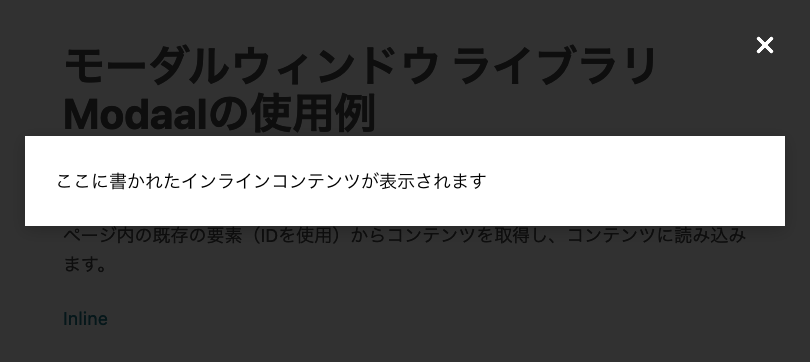 モーダルウィンドウ ライブラリ
Modaalの使用例
ここに書かれたインラインコンテンツが表示されます
ページ内の既存の要素（IDを使用）からコンテンツを取得し、コンテンツに読み込み
ます。
Inline